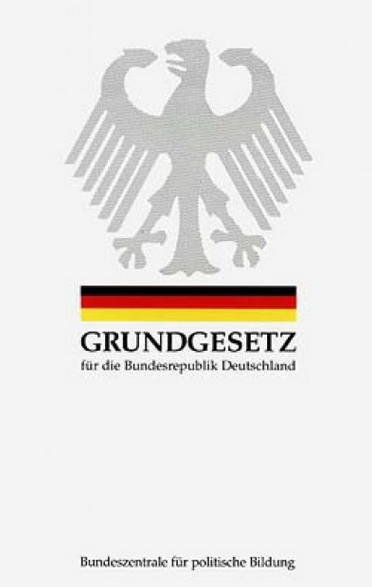 GRUNDGESETZ
für die Bundesrepublik Deutschland
Bundeszentrale für politische Bildung